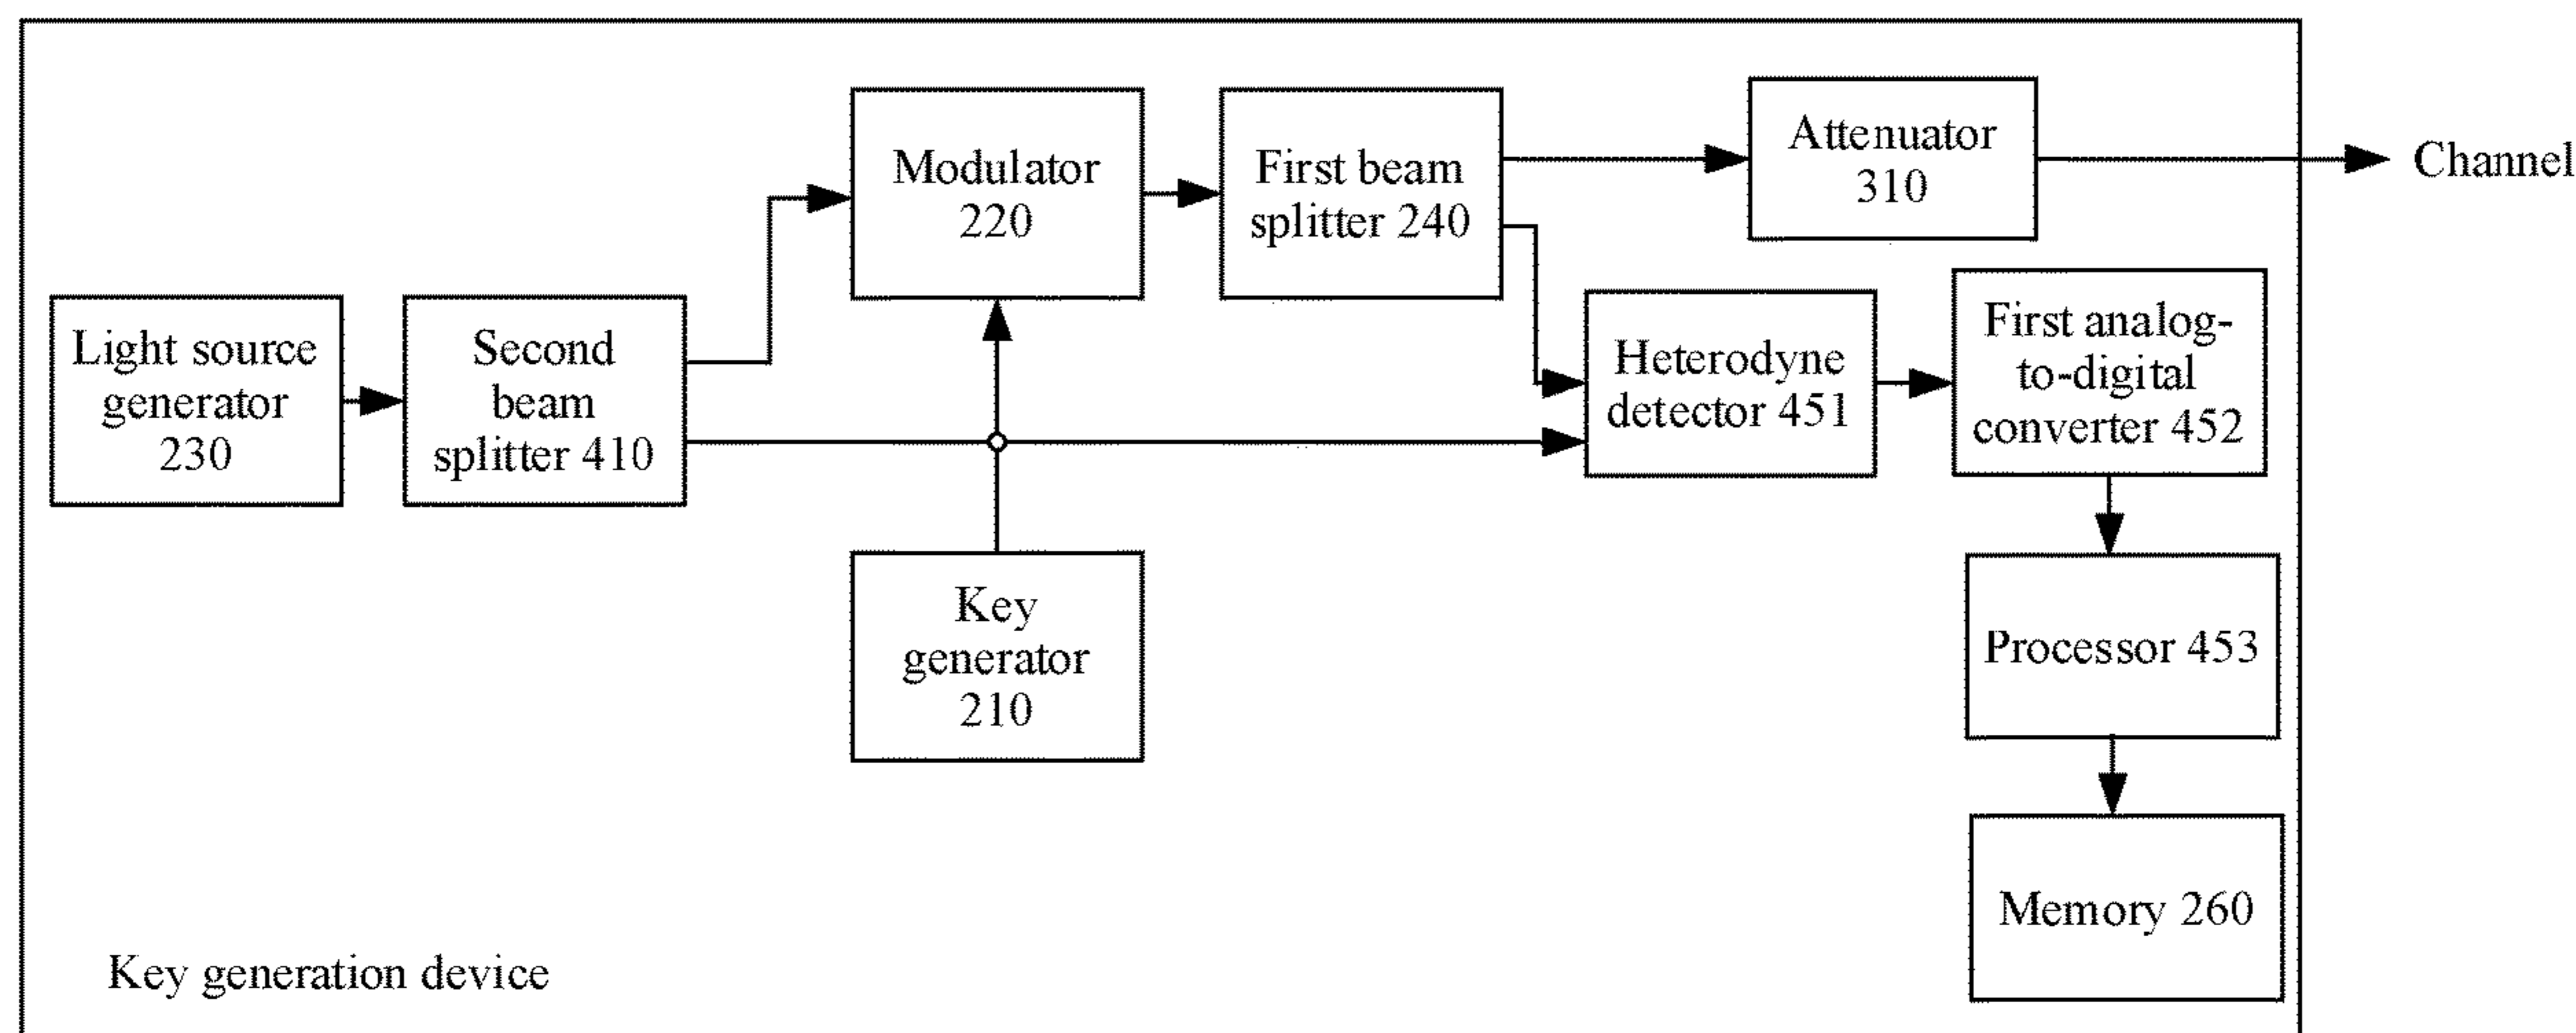 Modulator
220
First beam
splitter 240
Attenuator
310
Channel
Light source
generator
230
Second
beam
splitter 410
Heterodyne
detector 451
First analog-
to-digital
converter 452
Key
generator
210
Processor 453
Memory 260
Key generation device